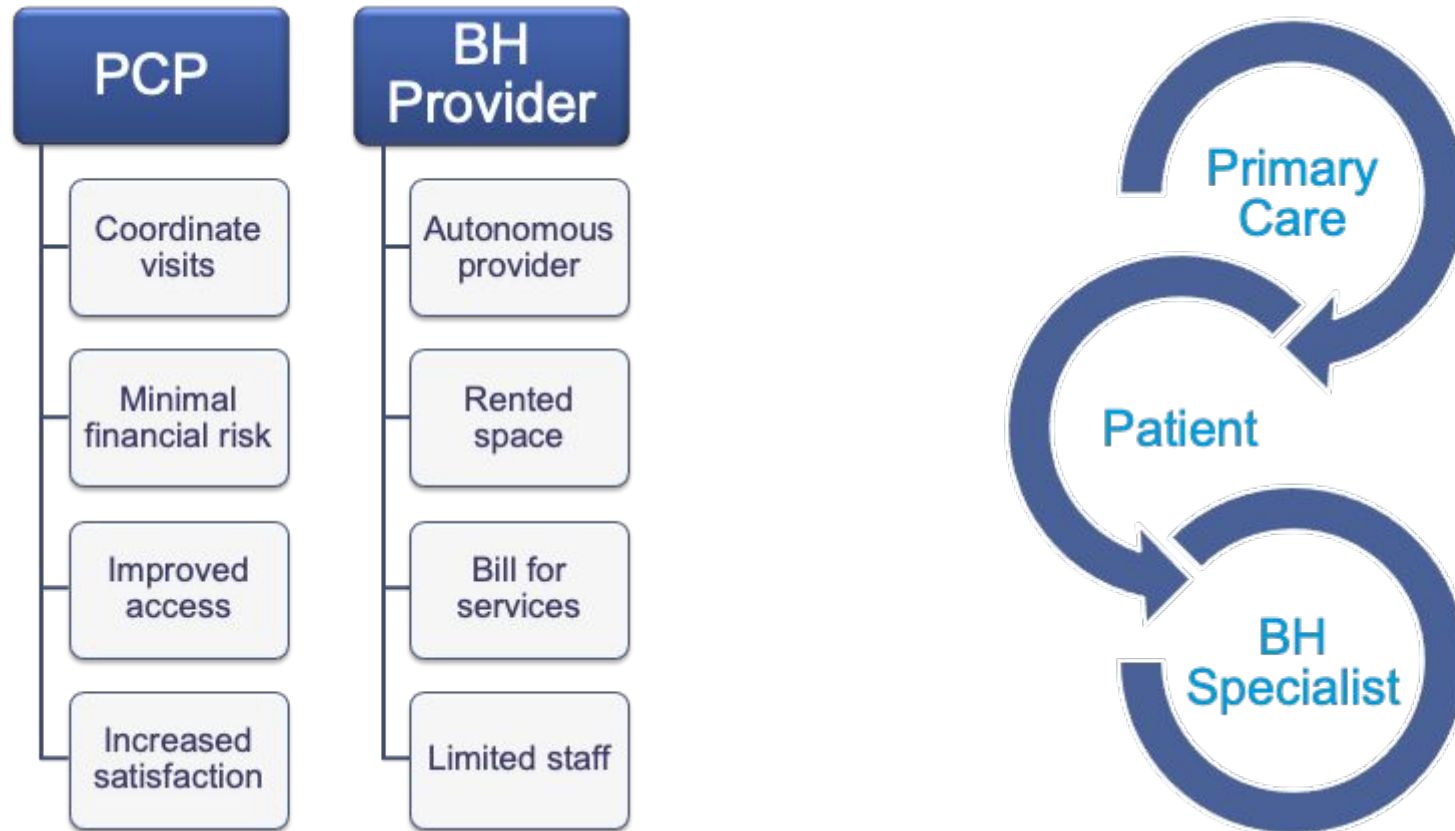 PCP
Coordinate
visits
Minimal
financial risk
Improved
access
Increased
satisfaction
BH
Provider
Autonomous
provider
Rented
space
Bill for
services
Limited staff
Primary
Care
Patient
BH
Specialist